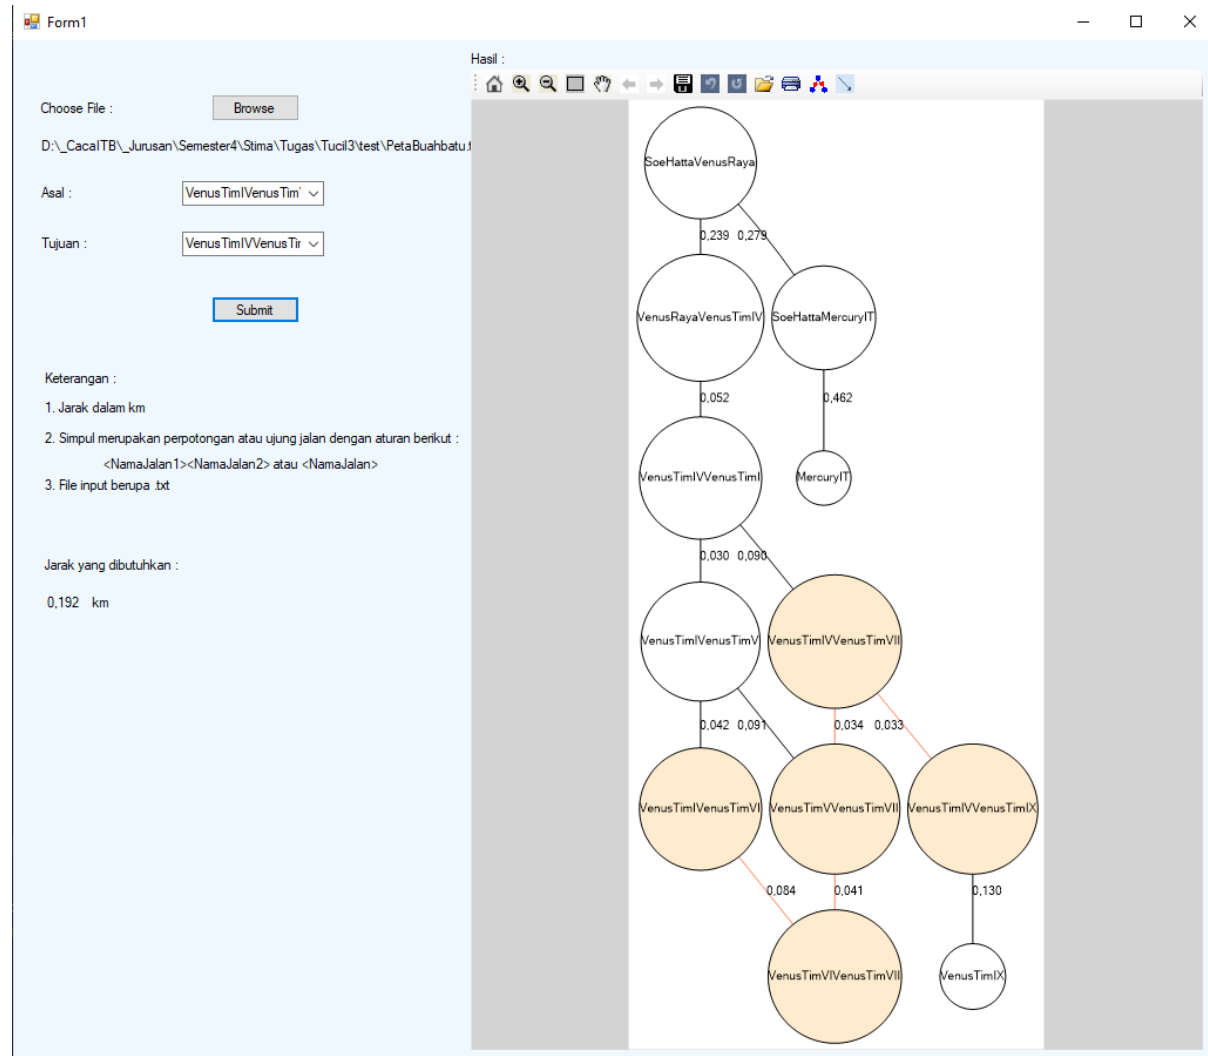 Form1
Hasil :
Choose File :
Browse
D:\_CacaITB\_Jurusan\Semester4\Stima\Tugas\Tucil3\test\PetaBuahbatu.t
Asal :
VenusTimIVenusTim
Tujuan :
VenusTimIVVenusTir
Submit
Keterangan :
1. Jarak dalam km
2. Simpul merupakan perpotongan atau ujung jalan dengan aturan berikut :
<NamaJalan1><NamaJalan2> atau <NamaJalan>
3. File input berupa .txt
Jarak yang dibutuhkan :
0,192 km
SoeHattaVenusRaya
0,239 0,279
VenusRayaVenusTimIV
SoeHattaMercuryIT
0,052
0,462
VenusTimIVVenusTimI
MercuryIT
0,030 0,090
VenusTimIVenusTimV
VenusTimIVVenusTimVII
0,042 0,091
0,034 0,033
VenusTimIVenusTimVI
VenusTimVVenusTimVII
VenusTimIVVenusTimIX
0,084
0,041
0,130
VenusTimVIVenusTimVII
VenusTimIX